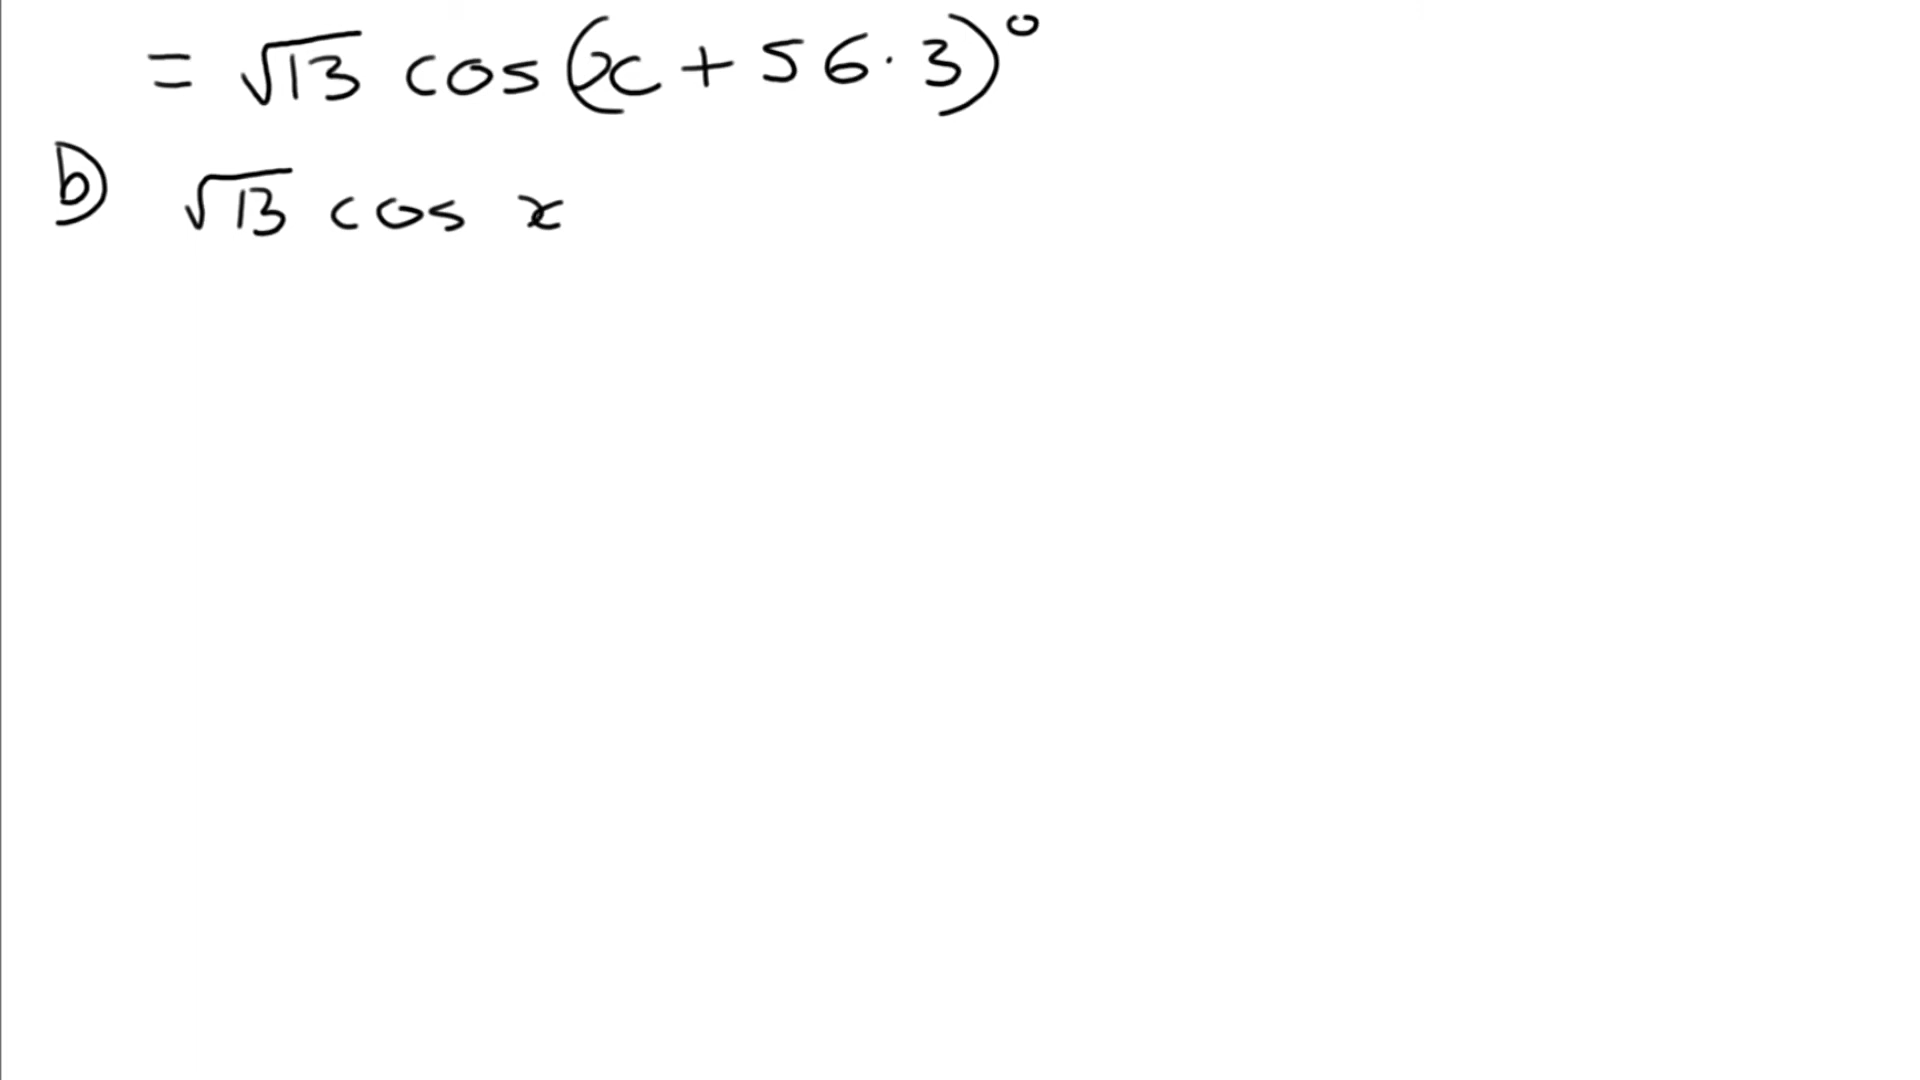 = √13 cos(x + 56·3)°
b) √13 cos x